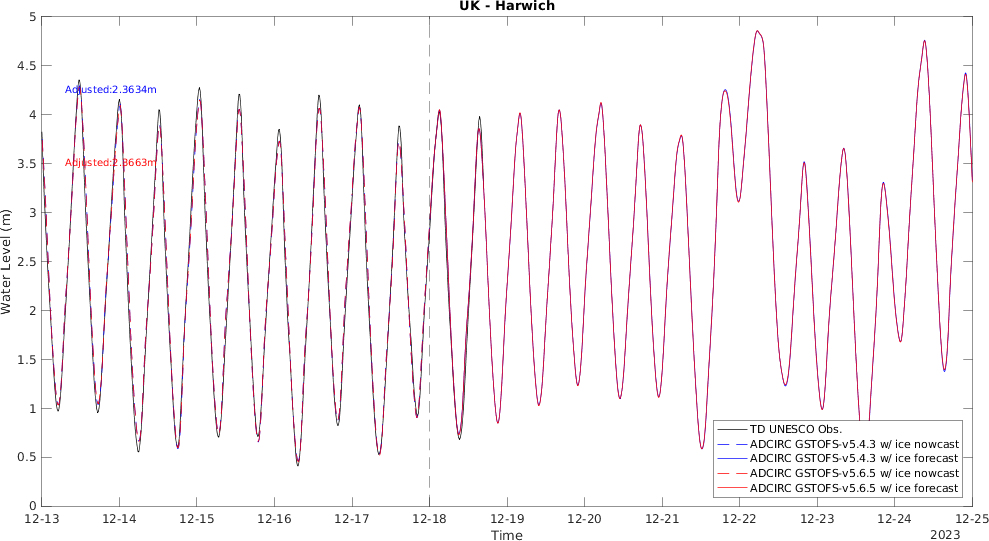 UK - Harwich
5
4.5
4
3.5
3
2.5
2
1.5
1
0.5
0
Water Level (m)
Adjusted:2.3634m
Adjusted:2.3663m
TD UNESCO Obs.
ADCIRC GSTOFS-v5.4.3 w/ ice nowcast
ADCIRC GSTOFS-v5.4.3 w/ ice forecast
ADCIRC GSTOFS-v5.6.5 w/ ice nowcast
ADCIRC GSTOFS-v5.6.5 w/ ice forecast
12-13 12-14 12-15 12-16 12-17 12-18 12-19 12-20 12-21 12-22 12-23 12-24 12-25
Time
2023